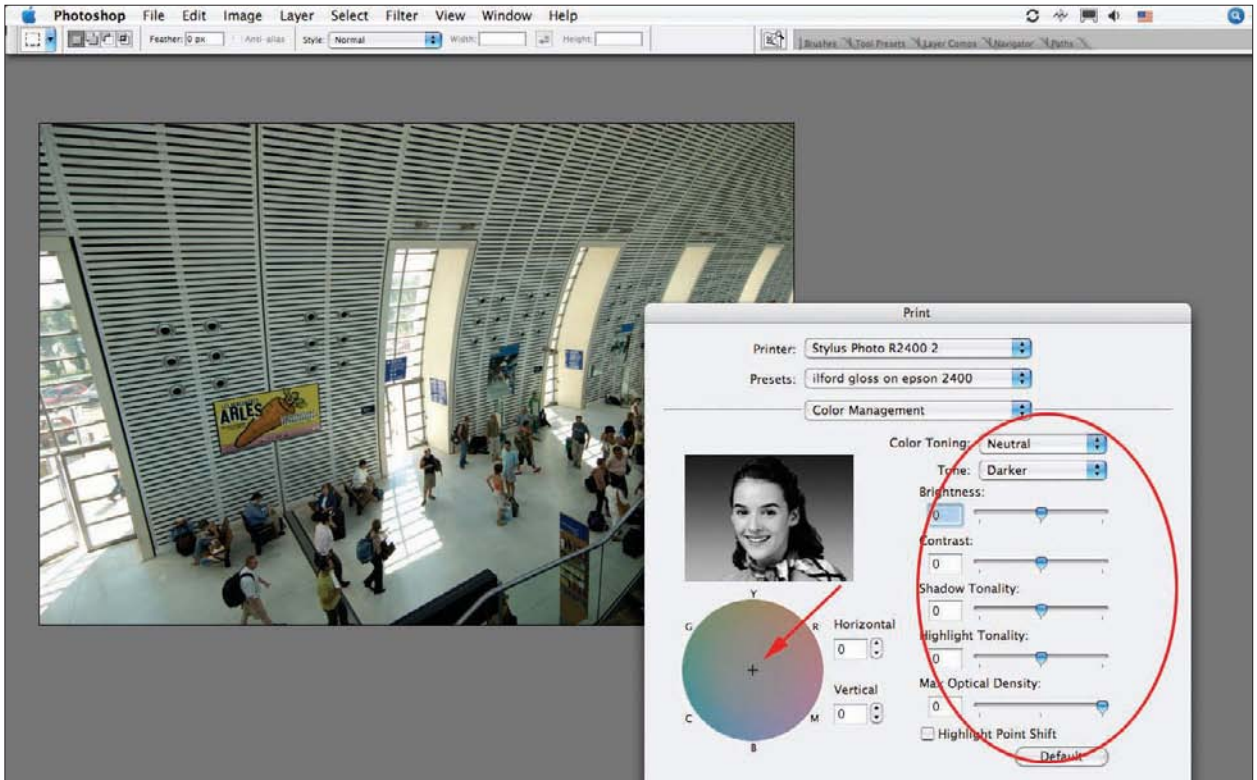 Photoshop File Edit Image Layer Select Filter View Window Help
Feather: 0 px Anti-alias Style: Normal Width: Height:
Brushes Tool Presets Layer Comps Navigator Paths
ARLES
Print
Printer: Stylus Photo R2400 2
Presets: ilford gloss on epson 2400
Color Management
Color Toning: Neutral
Tone: Darker
Brightness:
0
Contrast:
0
Shadow Tonality:
0
Highlight Tonality:
0
Max Optical Density:
0
Highlight Point Shift
Default
Y
G R
C M
B
Horizontal
0
Vertical
0